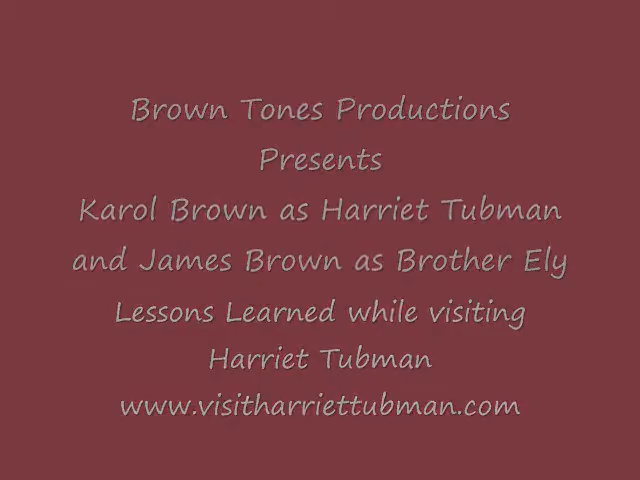 Brown Tones Productions
Presents
Karol Brown as Harriet Tubman
and James Brown as Brother Ely
Lessons Learned while visiting
Harriet Tubman
www.visitharriettubman.com